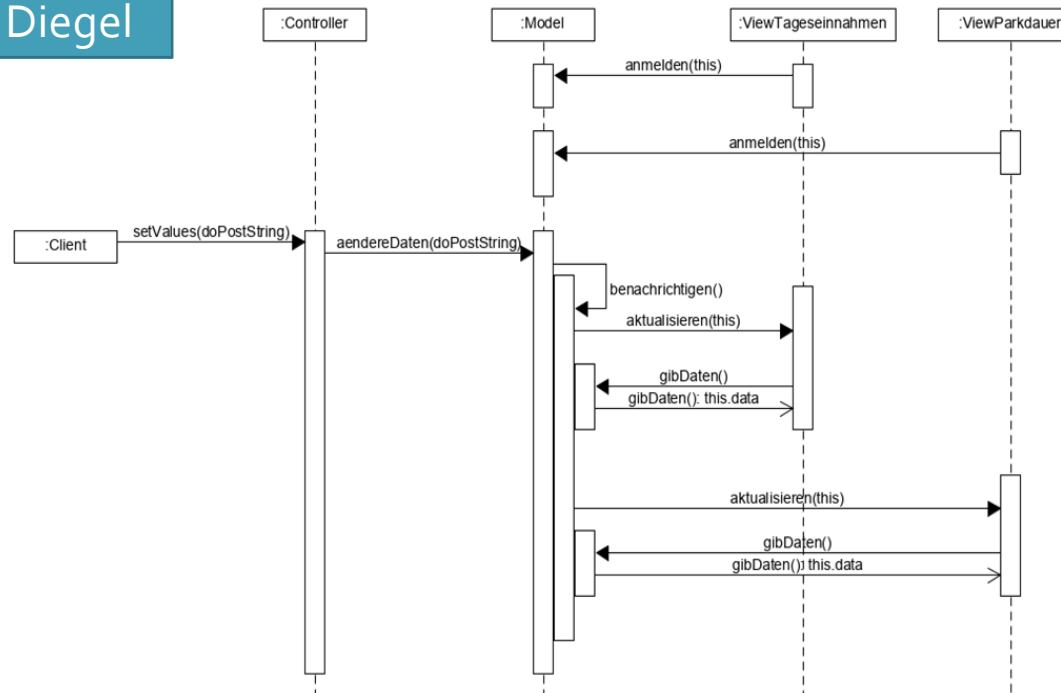 Diegel
:Controller
:Model
:ViewTageseinnahmen
:ViewParkdauer
anmelden(this)
anmelden(this)
:Client
setValues(doPostString)
aendereDaten(doPostString)
benachrichtigen()
aktualisieren(this)
gibDaten()
gibDaten(): this.data
aktualisieren(this)
gibDaten()
gibDaten(): this.data